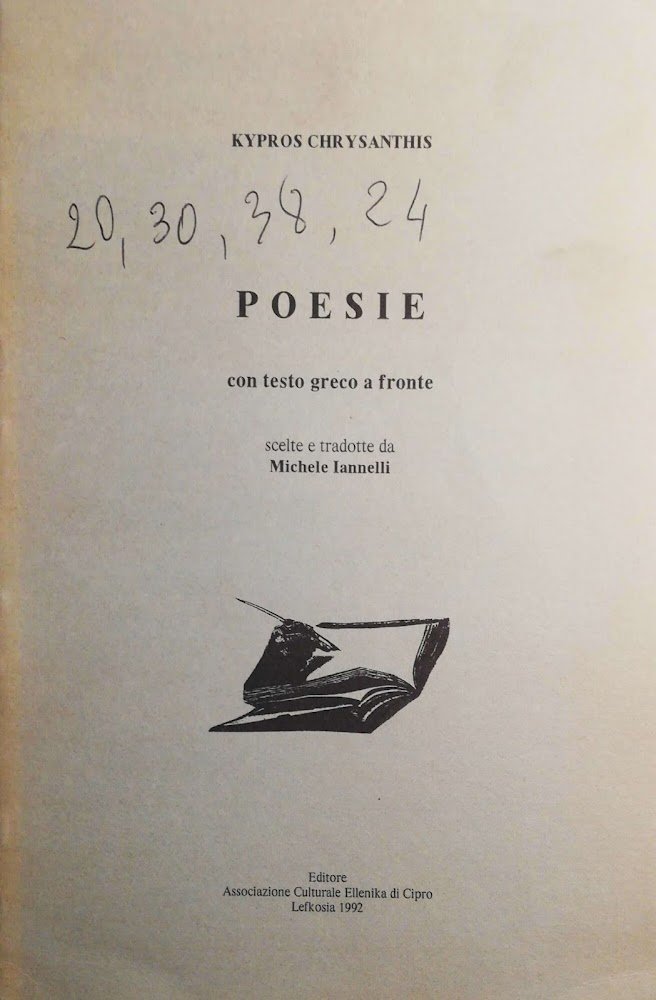 KYPROS CHRYSANTHIS
20, 30, 38, 24
POESIE
con testo greco a fronte
scelte e tradotte da
Michele Iannelli
Editore
Associazione Culturale Ellenika di Cipro
Lefkosia 1992